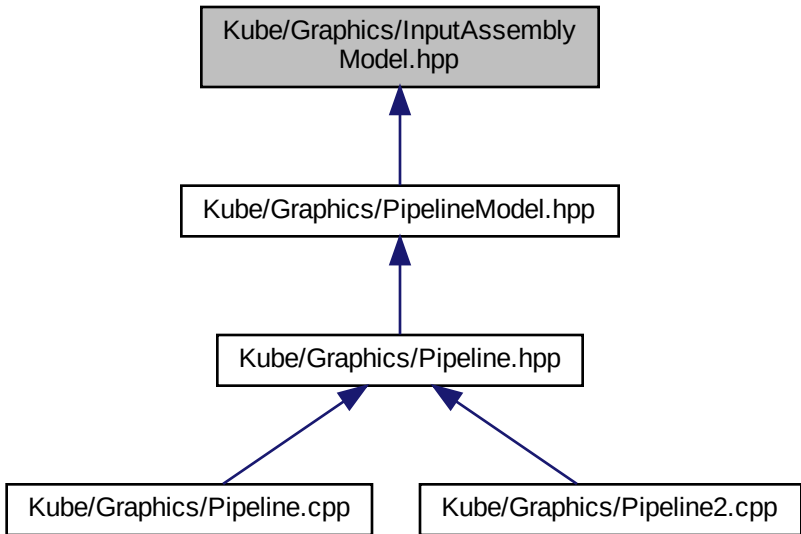 Kube/Graphics/InputAssembly
Model.hpp
Kube/Graphics/PipelineModel.hpp
Kube/Graphics/Pipeline.hpp
Kube/Graphics/Pipeline.cpp
Kube/Graphics/Pipeline2.cpp